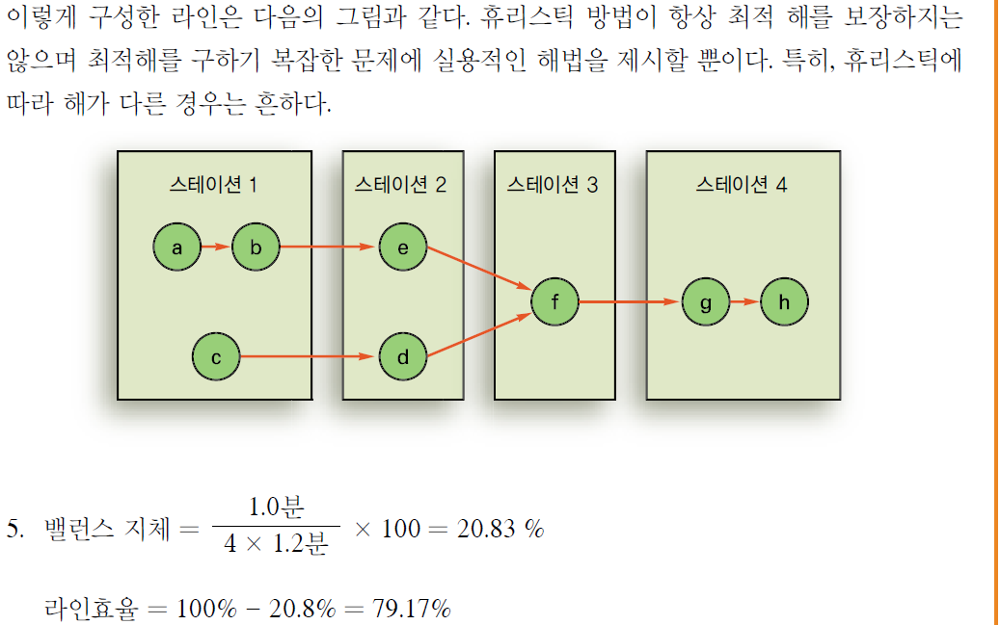 이렇게 구성한 라인은 다음의 그림과 같다. 휴리스틱 방법이 항상 최적 해를 보장하지는
않으며 최적해를 구하기 복잡한 문제에 실용적인 해법을 제시할 뿐이다. 특히, 휴리스틱에
따라 해가 다른 경우는 흔하다.
스테이션 1 스테이션 2 스테이션 3 스테이션 4
a b e
f g h
c d
1.0분
5. 밸런스 지체 = × 100 = 20.83 %
4 × 1.2분
라인효율 = 100% – 20.8% = 79.17%